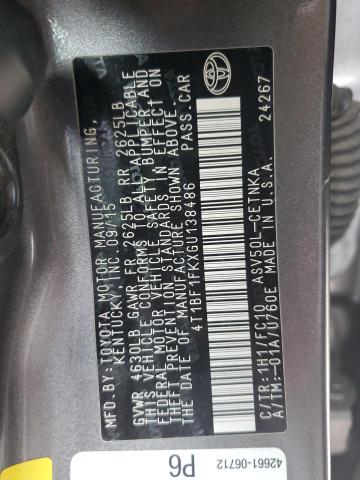 MFD. BY: TOYOTA MOTOR MANUFACTURING,
KENTUCKY, INC. 09/15
GVWR 4630LB GAWR FR 2625LB RR 2625LB
THIS VEHICLE CONFORMS TO ALL APPLICABLE
FEDERAL MOTOR VEHICLE SAFETY, BUMPER AND
THEFT PREVENTION STANDARDS IN EFFECT ON
THE DATE OF MANUFACTURE SHOWN ABOVE.
4T1BF1FKXGU138486 PASS.CAR
C/TR:1H1/FC10 ASV50L-CETNKA
A/TM:-01A/U760E MADE IN U.S.A. 24267
42661-06712
P6